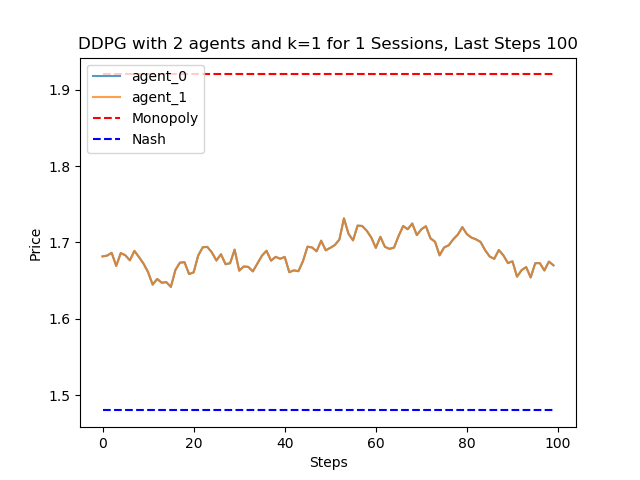 DDPG with 2 agents and k=1 for 1 Sessions, Last Steps 100
agent_0
agent_1
Monopoly
Nash
Price
1.9
1.8
1.7
1.6
1.5
0
20
40
60
80
100
Steps